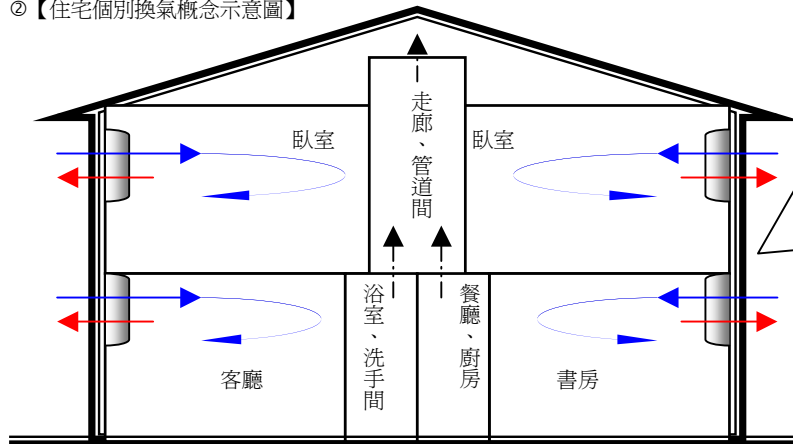 ②【住宅個別換氣概念示意圖】
臥室
走廊、管道間
臥室
客廳
浴室、洗手間
餐廳、廚房
書房